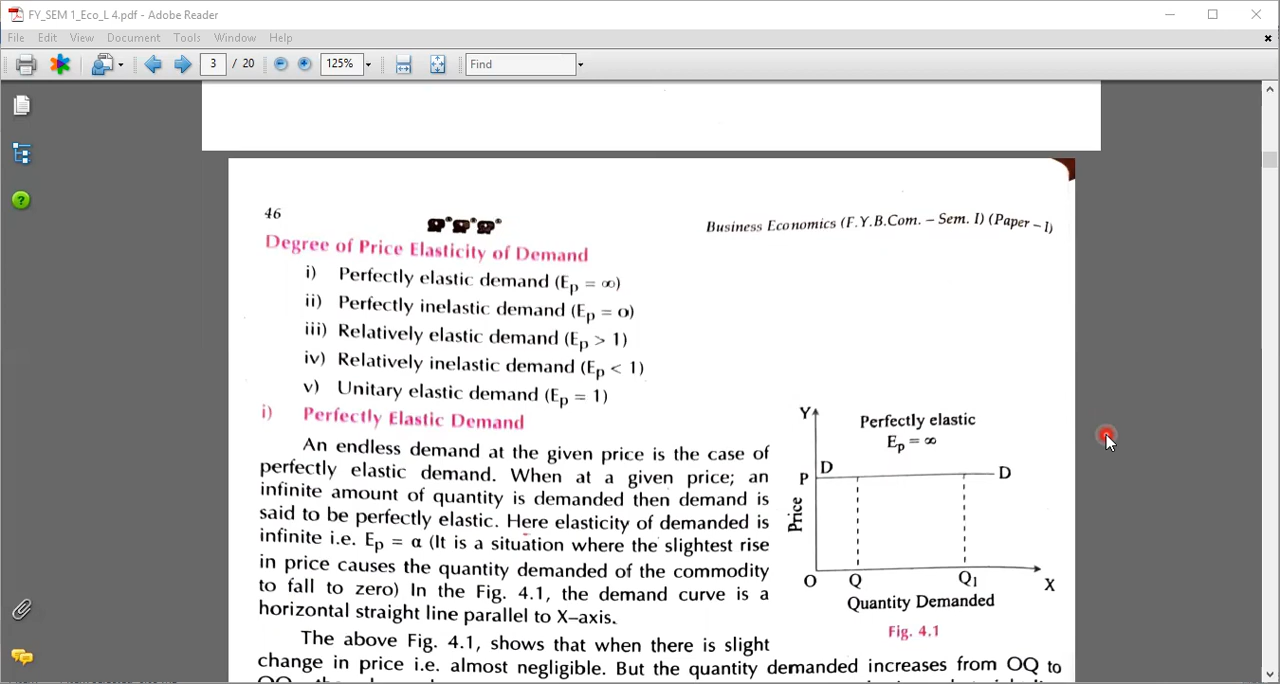 FY_SEM 1_Eco_L 4.pdf - Adobe Reader
File Edit View Document Tools Window Help
3 / 20 125% Find
46
Business Economics (F.Y.B.Com. – Sem. I) (Paper – I)
Degree of Price Elasticity of Demand
i) Perfectly elastic demand (Ep = ∞)
ii) Perfectly inelastic demand (Ep = o)
iii) Relatively elastic demand (Ep > 1)
iv) Relatively inelastic demand (Ep < 1)
v) Unitary elastic demand (Ep = 1)
i) Perfectly Elastic Demand
An endless demand at the given price is the case of
perfectly elastic demand. When at a given price; an
infinite amount of quantity is demanded then demand is
said to be perfectly elastic. Here elasticity of demanded is
infinite i.e. Ep = α (It is a situation where the slightest rise
in price causes the quantity demanded of the commodity
to fall to zero) In the Fig. 4.1, the demand curve is a
horizontal straight line parallel to X–axis.
Y
Perfectly elastic
Ep = ∞
D
P
D
Price
O Q Q1 X
Quantity Demanded
Fig. 4.1
The above Fig. 4.1, shows that when there is slight
change in price i.e. almost negligible. But the quantity demanded increases from OQ to